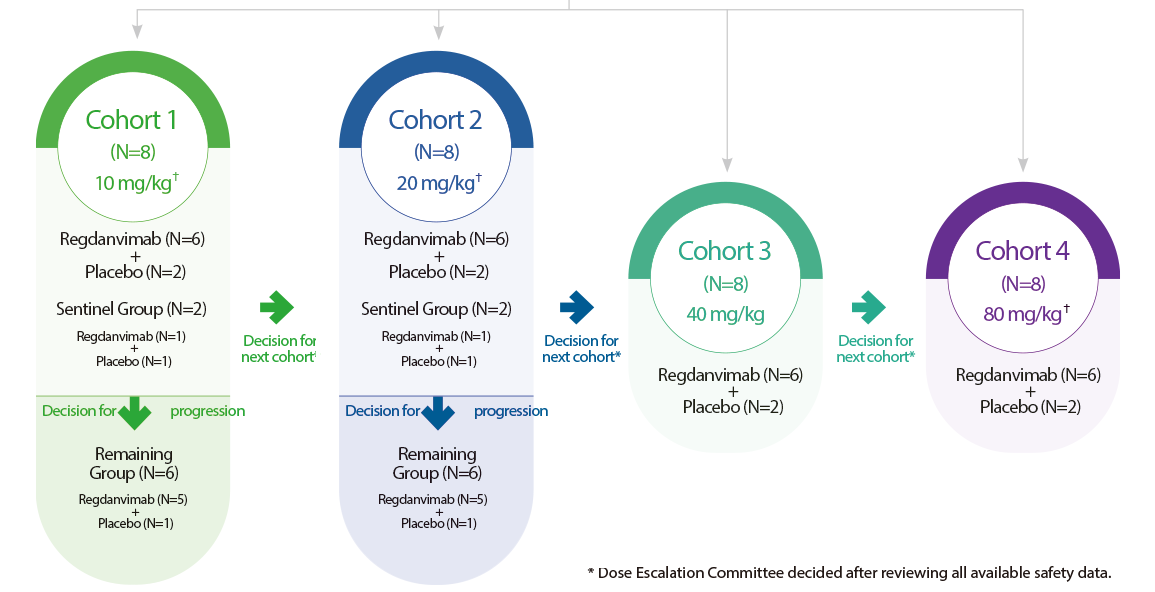 Cohort 1
(N=8)
10 mg/kg†
Regdanvimab (N=6)
+
Placebo (N=2)
Sentinel Group (N=2)
Regdanvimab (N=1)
+
Placebo (N=1)
Decision for progression
Remaining
Group (N=6)
Regdanvimab (N=5)
+
Placebo (N=1)
Decision for
next cohort
Cohort 2
(N=8)
20 mg/kg†
Regdanvimab (N=6)
+
Placebo (N=2)
Sentinel Group (N=2)
Regdanvimab (N=1)
+
Placebo (N=1)
Decision for progression
Remaining
Group (N=6)
Regdanvimab (N=5)
+
Placebo (N=1)
Decision for
next cohort*
Cohort 3
(N=8)
40 mg/kg
Regdanvimab (N=6)
+
Placebo (N=2)
Decision for
next cohort*
Cohort 4
(N=8)
80 mg/kg†
Regdanvimab (N=6)
+
Placebo (N=2)
* Dose Escalation Committee decided after reviewing all available safety data.